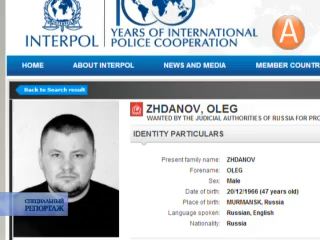 INTERPOL
YEARS OF INTERNATIONAL
POLICE COOPERATION
A
HOME ABOUT INTERPOL NEWS AND MEDIA MEMBER COUNTR
Back to Search result
ZHDANOV, OLEG
WANTED BY THE JUDICIAL AUTHORITIES OF RUSSIA FOR PRO
IDENTITY PARTICULARS
Present family name: ZHDANOV
Forename: OLEG
Sex: Male
Date of birth: 20/12/1966 (47 years old)
Place of birth: MURMANSK, Russia
Language spoken: Russian, English
Nationality: Russia
СПЕЦИАЛЬНЫЙ
РЕПОРТАЖ